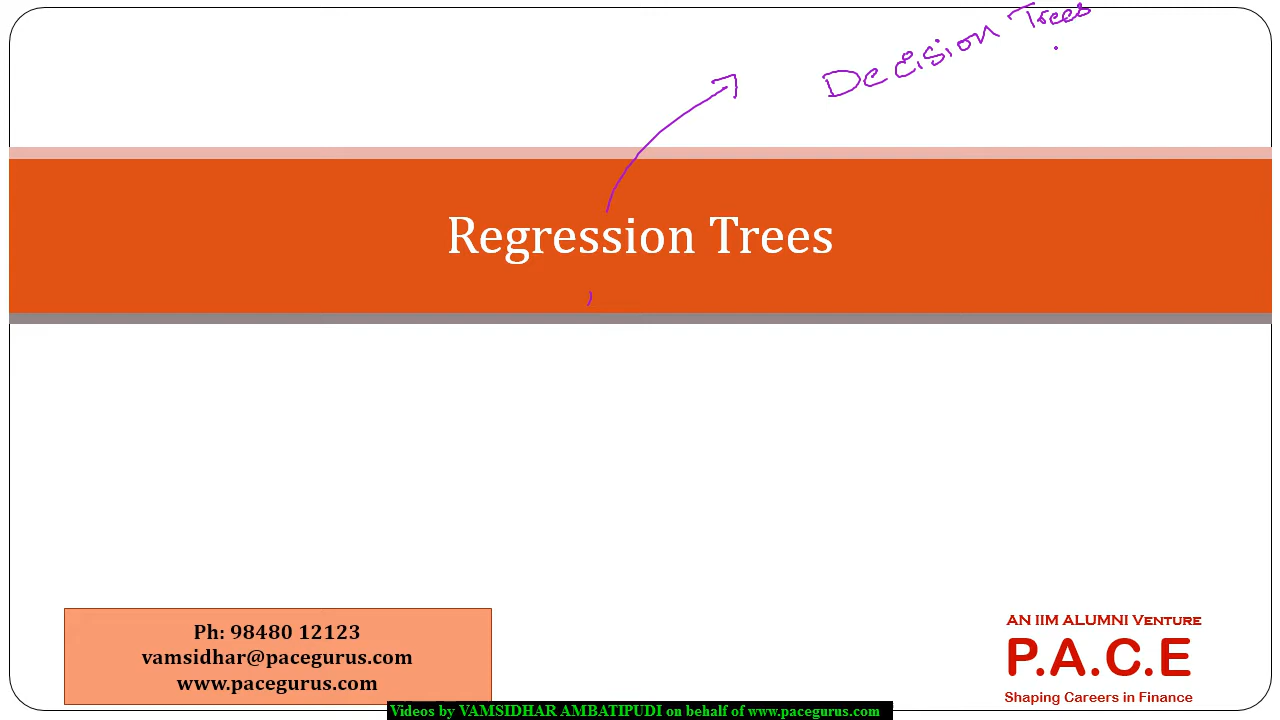 Decision Trees
Regression Trees
Ph: 98480 12123
vamsidhar@pacegurus.com
www.pacegurus.com
AN IIM ALUMNI VENTURE
P.A.C.E
Shaping Careers in Finance
Videos by VAMSIDHAR AMBATIPUDI on behalf of www.pacegurus.com